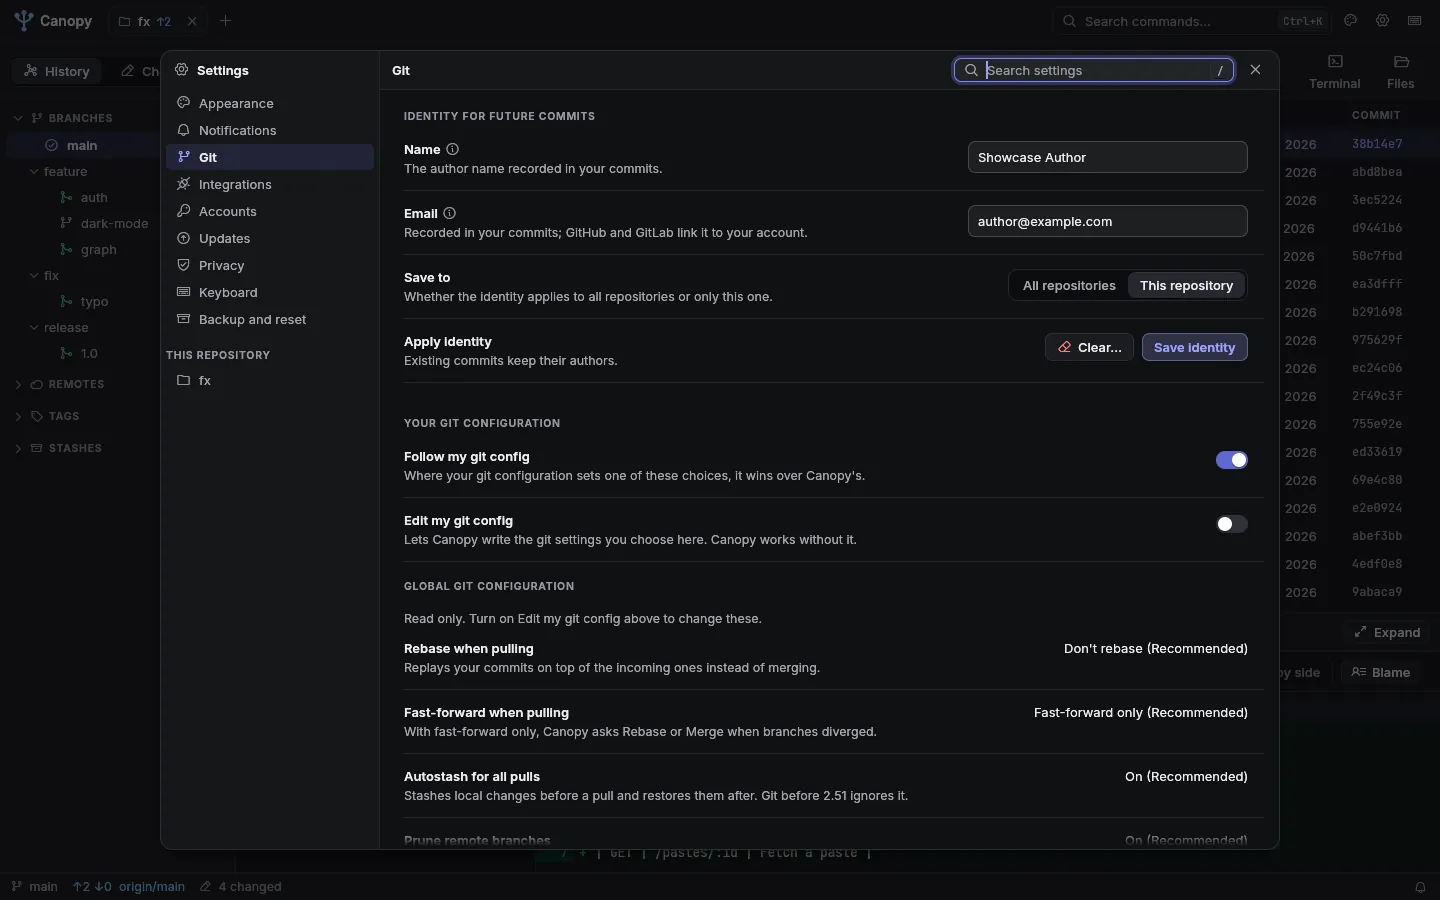 Canopy
fx ↑2
Search commands...
Ctrl+K
Settings
Git
Search settings
/
History
Terminal
Files
Appearance
Notifications
Git
Integrations
Accounts
Updates
Privacy
Keyboard
Backup and reset
THIS REPOSITORY
fx
BRANCHES
main
feature
auth
dark-mode
graph
fix
typo
release
1.0
REMOTES
TAGS
STASHES
IDENTITY FOR FUTURE COMMITS
Name
The author name recorded in your commits.
Showcase Author
Email
Recorded in your commits; GitHub and GitLab link it to your account.
author@example.com
Save to
Whether the identity applies to all repositories or only this one.
All repositories
This repository
Apply identity
Existing commits keep their authors.
Clear...
Save identity
YOUR GIT CONFIGURATION
Follow my git config
Where your git configuration sets one of these choices, it wins over Canopy's.
Edit my git config
Lets Canopy write the git settings you choose here. Canopy works without it.
GLOBAL GIT CONFIGURATION
Read only. Turn on Edit my git config above to change these.
Rebase when pulling
Don't rebase (Recommended)
Replays your commits on top of the incoming ones instead of merging.
Fast-forward when pulling
Fast-forward only (Recommended)
With fast-forward only, Canopy asks Rebase or Merge when branches diverged.
Autostash for all pulls
On (Recommended)
Stashes local changes before a pull and restores them after. Git before 2.51 ignores it.
Prune remote branches
On (Recommended)
COMMIT
2026 38b14e7
2026 abd8bea
2026 3ec5224
2026 d9441b6
2026 50c7fbd
2026 ea3dfff
2026 b291698
2026 975629f
2026 ec24c06
2026 2f49c3f
2026 755e92e
2026 ed33619
2026 69e4c80
2026 e2e0924
2026 abef3bb
2026 4edf0e8
2026 9abaca9
Expand
side
Blame
7 + | GET | /pastes/:id | Fetch a paste |
main ↑2 ↓0 origin/main 4 changed